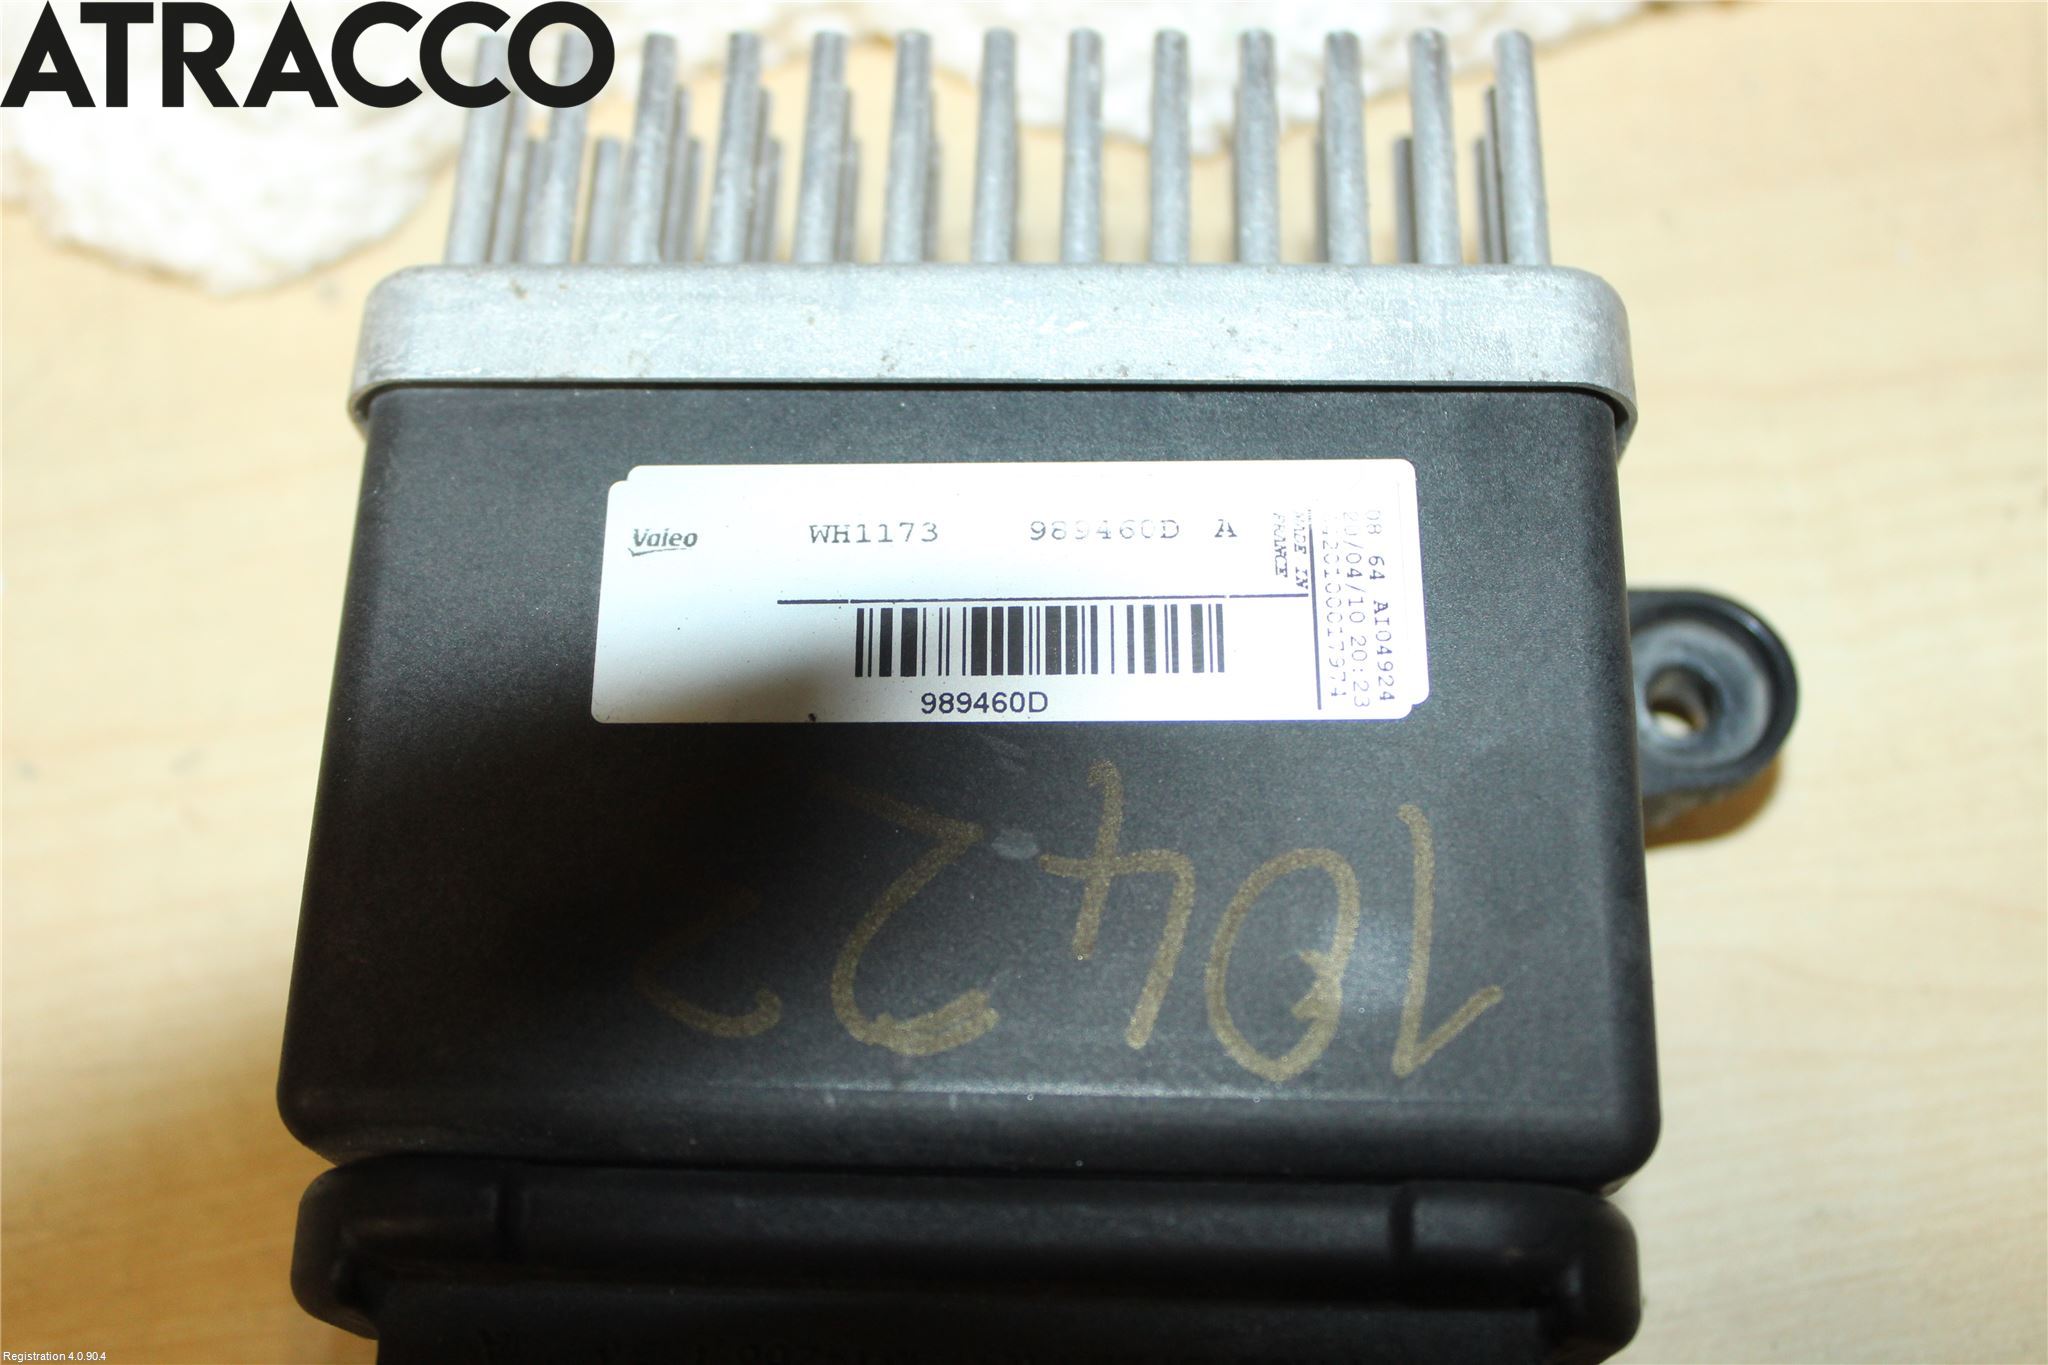 ATRACCO
Valeo WH1173 989460D A
MADE IN
FRANCE
989460D
08 64 AI04924
20/04/10 20:23
1042
Registration 4.0.90.4